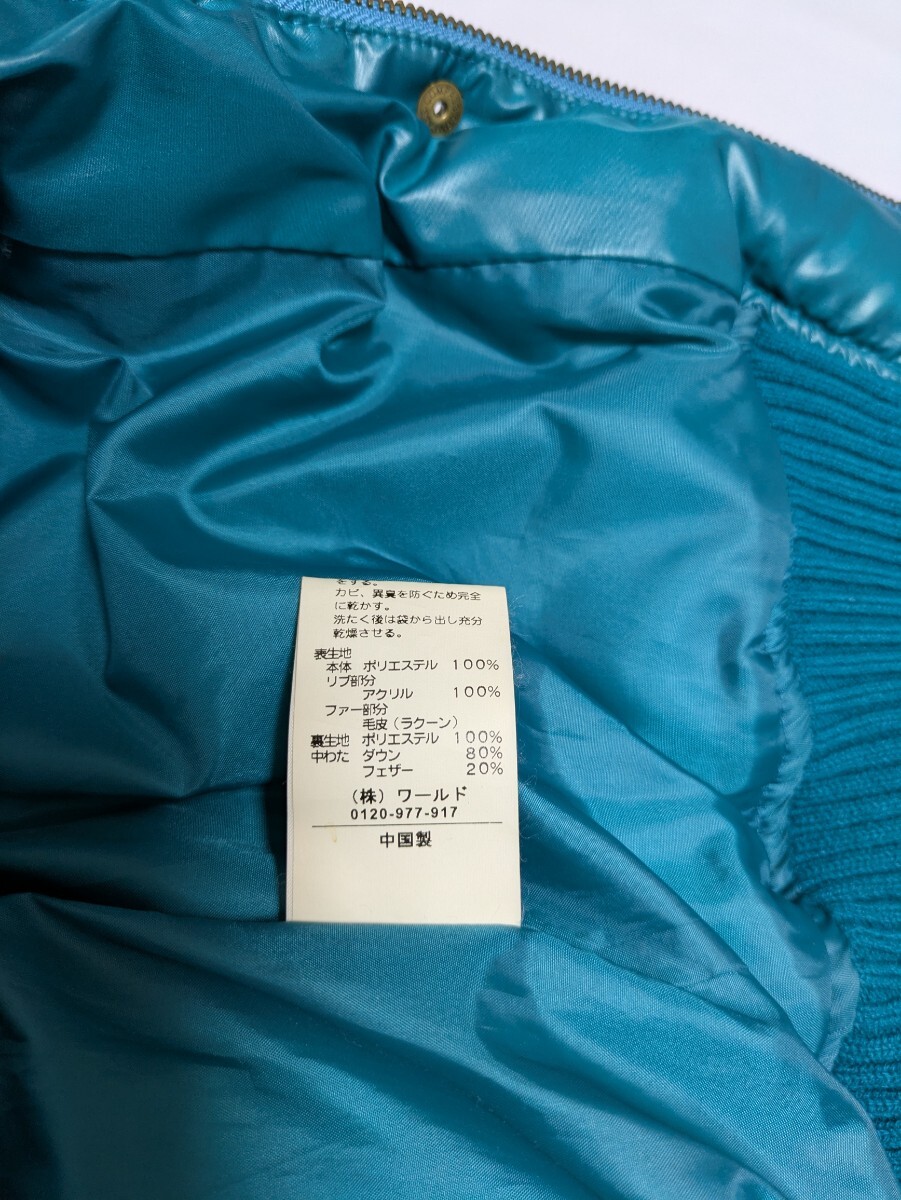 をする。
カビ、異臭を防ぐため完全
に乾かす。
洗たく後は袋から出し充分
乾燥させる。
表生地
本体 ポリエステル 100%
リブ部分
アクリル 100%
ファー部分
毛皮(ラクーン)
裏生地 ポリエステル 100%
中わた ダウン 80%
フェザー 20%
(株)ワールド
0120-977-917
中国製